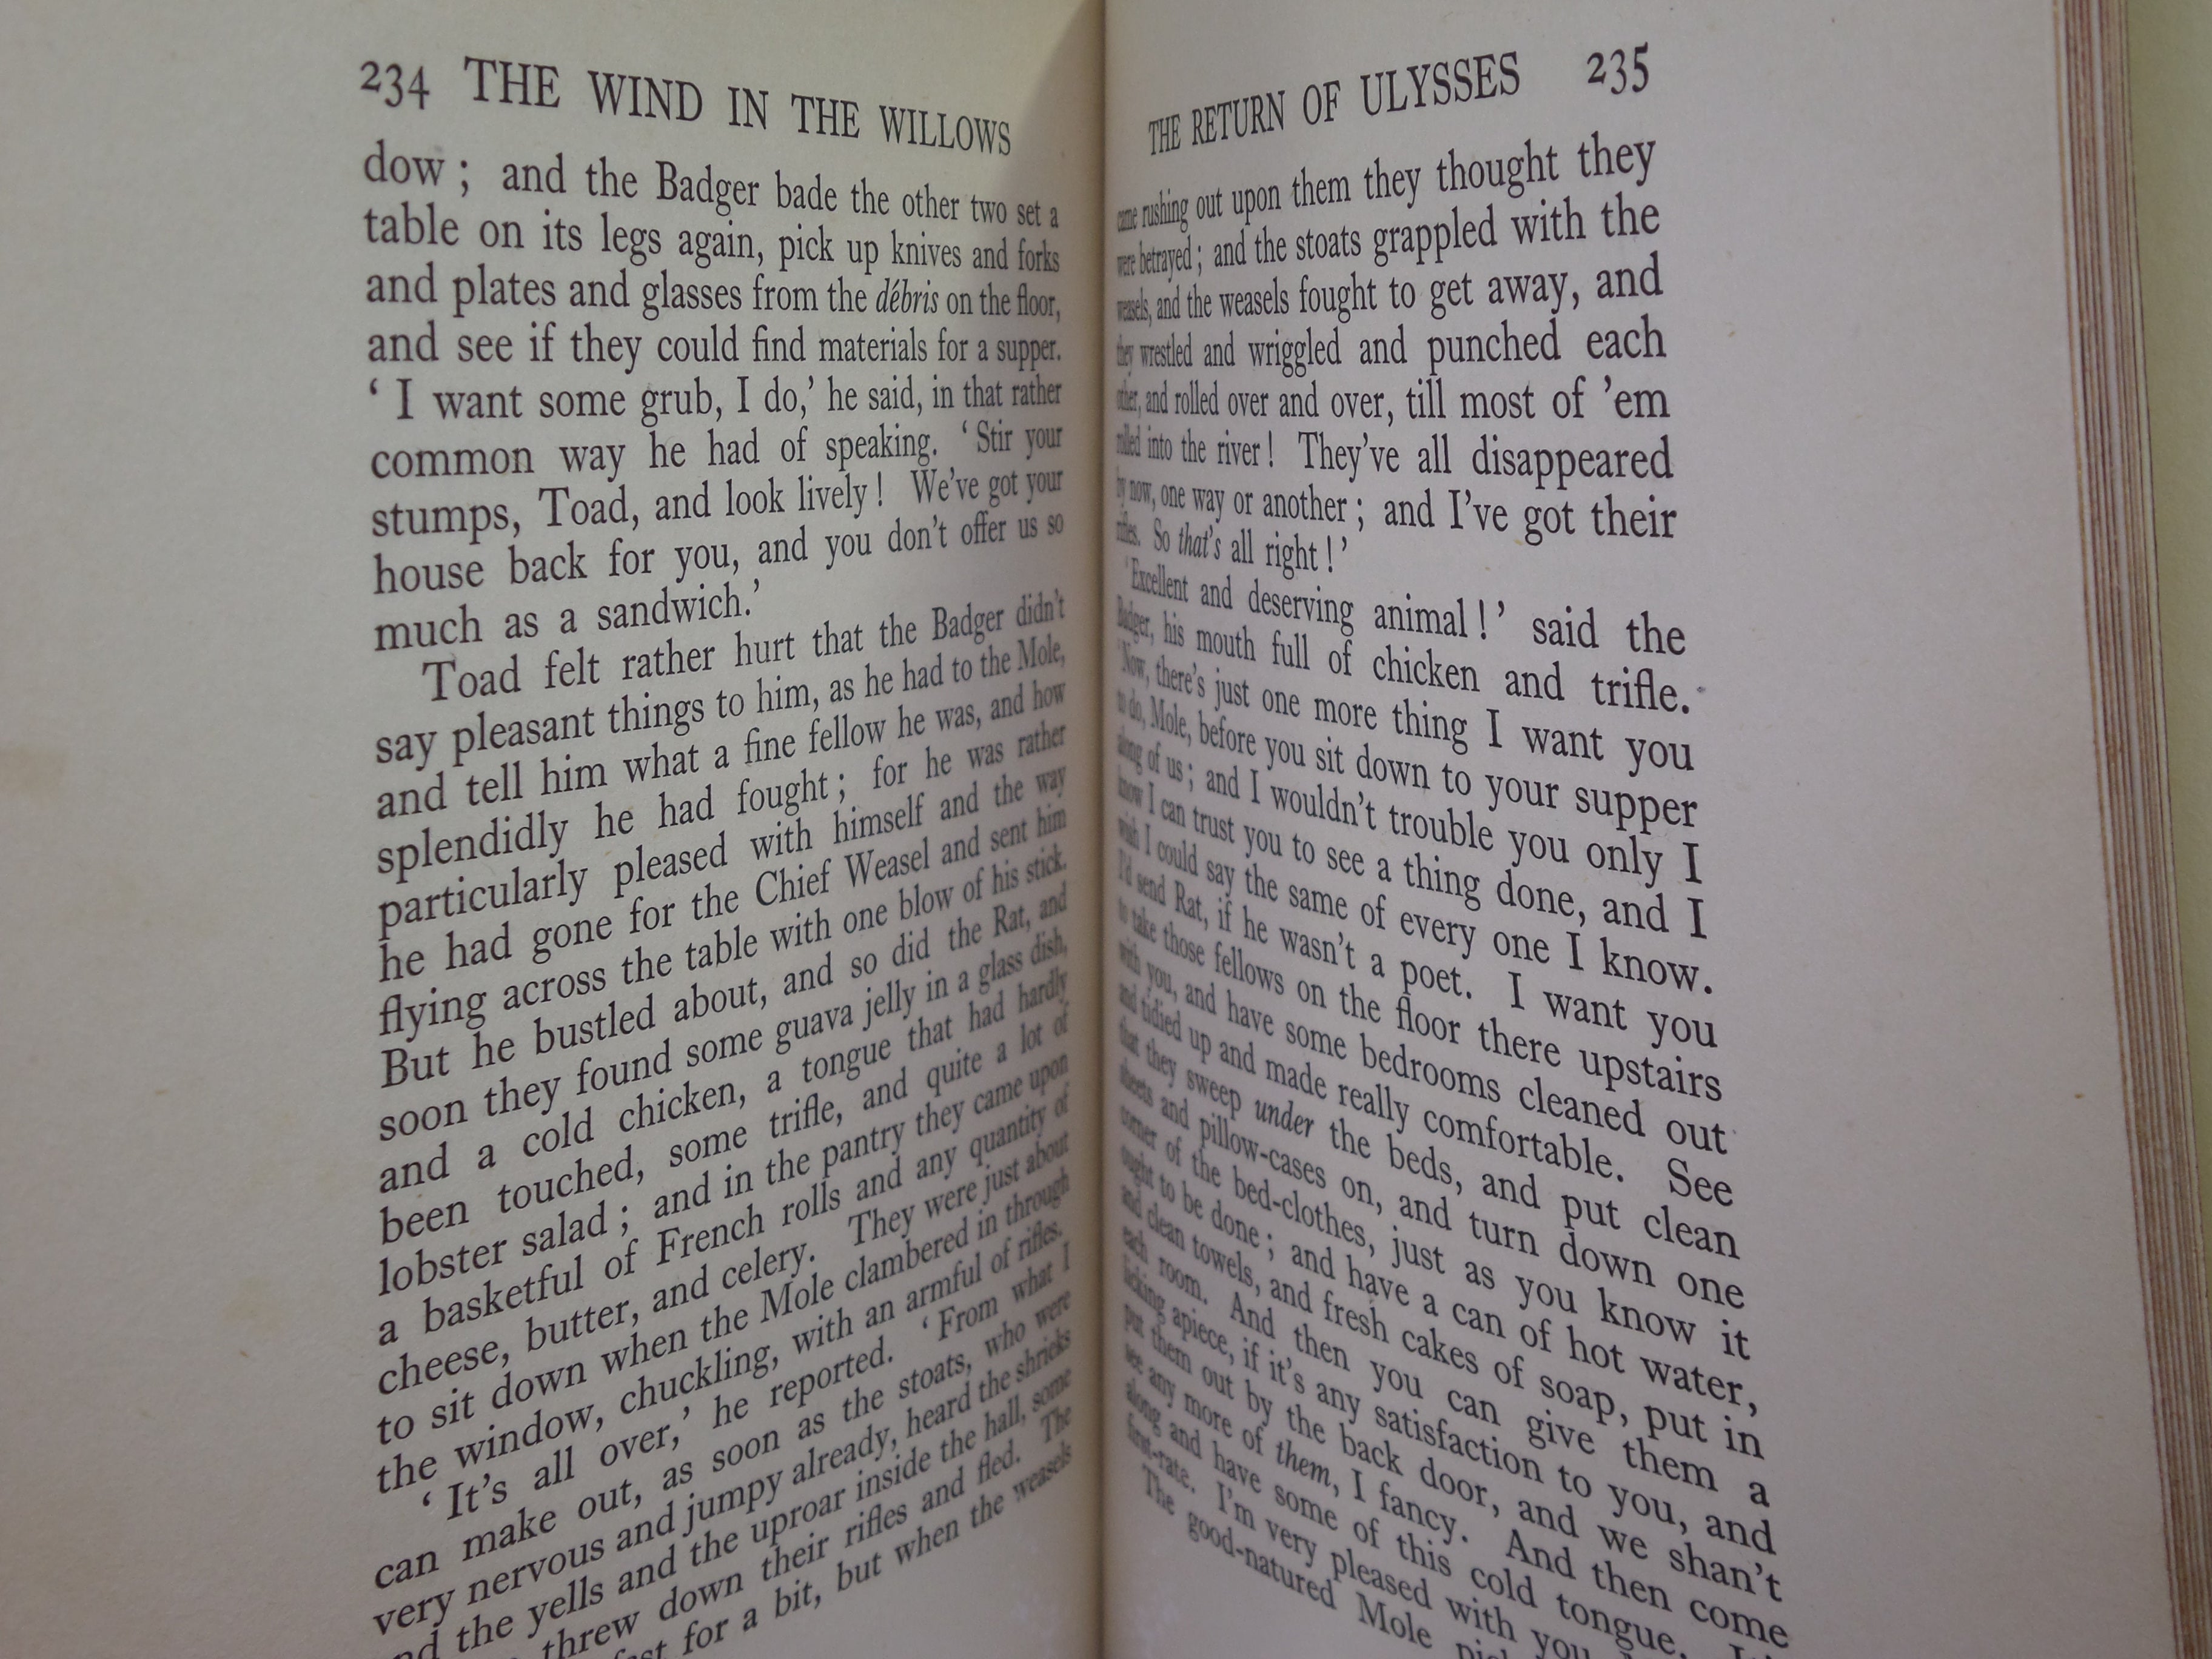 234 THE WIND IN THE WILLOWS
dow ; and the Badger bade the other two set a
table on its legs again, pick up knives and forks
and plates and glasses from the débris on the floor,
and see if they could find materials for a supper.
‘ I want some grub, I do,’ he said, in that rather
common way he had of speaking. ‘ Stir your
stumps, Toad, and look lively ! We’ve got your
house back for you, and you don’t offer us so
much as a sandwich.’
Toad felt rather hurt that the Badger didn’t
say pleasant things to him, as he had to the Mole,
and tell him what a fine fellow he was, and how
splendidly he had fought ; for he was rather
particularly pleased with himself and the way
he had gone for the Chief Weasel and sent him
flying across the table with one blow of his stick.
But he bustled about, and so did the Rat, and
soon they found some guava jelly in a glass dish,
and a cold chicken, a tongue that had hardly
been touched, some trifle, and quite a lot of
lobster salad ; and in the pantry they came upon
a basketful of French rolls and any quantity of
cheese, butter, and celery. They were just about
to sit down when the Mole clambered in through
the window, chuckling, with an armful of rifles.
‘ It’s all over,’ he reported. ‘ From what I
can make out, as soon as the stoats, who were
very nervous and jumpy already, heard the shrieks
and the yells and the uproar inside the hall, some
threw down their rifles and fled. The
for a bit, but when the weasels
THE RETURN OF ULYSSES 235
came rushing out upon them they thought they
were betrayed ; and the stoats grappled with the
weasels, and the weasels fought to get away, and
they wrestled and wriggled and punched each
other, and rolled over and over, till most of ’em
rolled into the river ! They’ve all disappeared
by now, one way or another ; and I’ve got their
rifles. So that’s all right ! ’
‘ Excellent and deserving animal ! ’ said the
Badger, his mouth full of chicken and trifle.
‘ Now, there’s just one more thing I want you
to do, Mole, before you sit down to your supper
along of us ; and I wouldn’t trouble you only I
know I can trust you to see a thing done, and I
wish I could say the same of every one I know.
I’d send Rat, if he wasn’t a poet. I want you
to take those fellows on the floor there upstairs
with you, and have some bedrooms cleaned out
and tidied up and made really comfortable. See
that they sweep under the beds, and put clean
sheets and pillow-cases on, and turn down one
corner of the bed-clothes, just as you know it
ought to be done ; and have a can of hot water,
and clean towels, and fresh cakes of soap, put in
each room. And then you can give them a
licking apiece, if it’s any satisfaction to you, and
put them out by the back door, and we shan’t
see any more of them, I fancy. And then come
along and have some of this cold tongue.
first-rate. I’m very pleased with you
The good-natured Mole